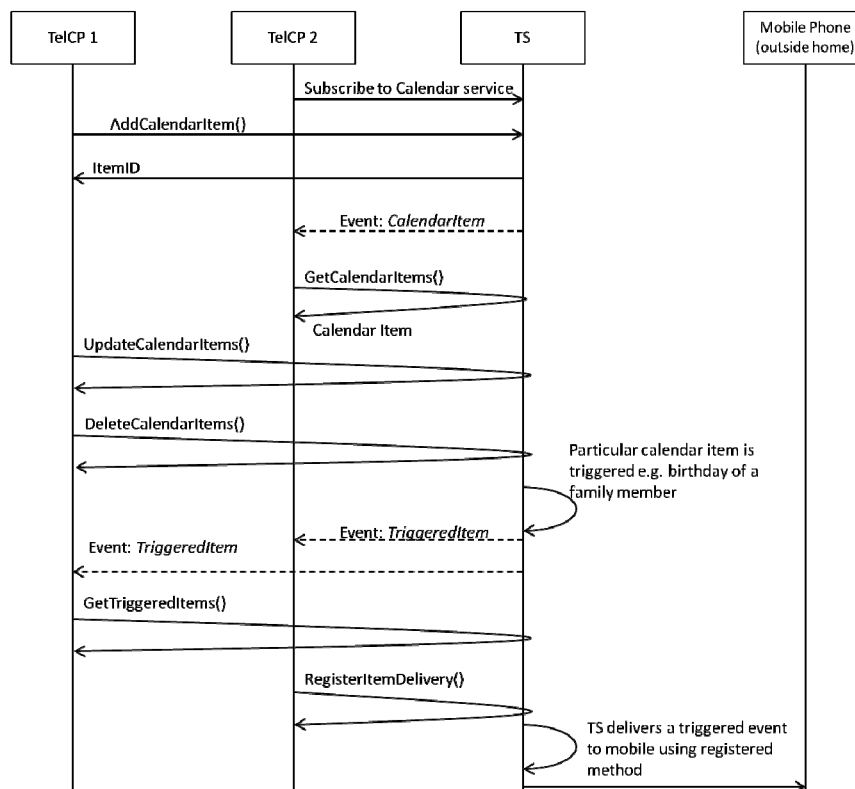 TelCP 1
TelCP 2
TS
Mobile Phone
(outside home)
Subscribe to Calendar service
AddCalendarItem()
ItemID
Event: CalendarItem
GetCalendarItems()
Calendar Item
UpdateCalendarItems()
DeleteCalendarItems()
Particular calendar item is
triggered e.g. birthday of a
family member
Event: TriggeredItem
Event: TriggeredItem
GetTriggeredItems()
RegisterItemDelivery()
TS delivers a triggered event
to mobile using registered
method